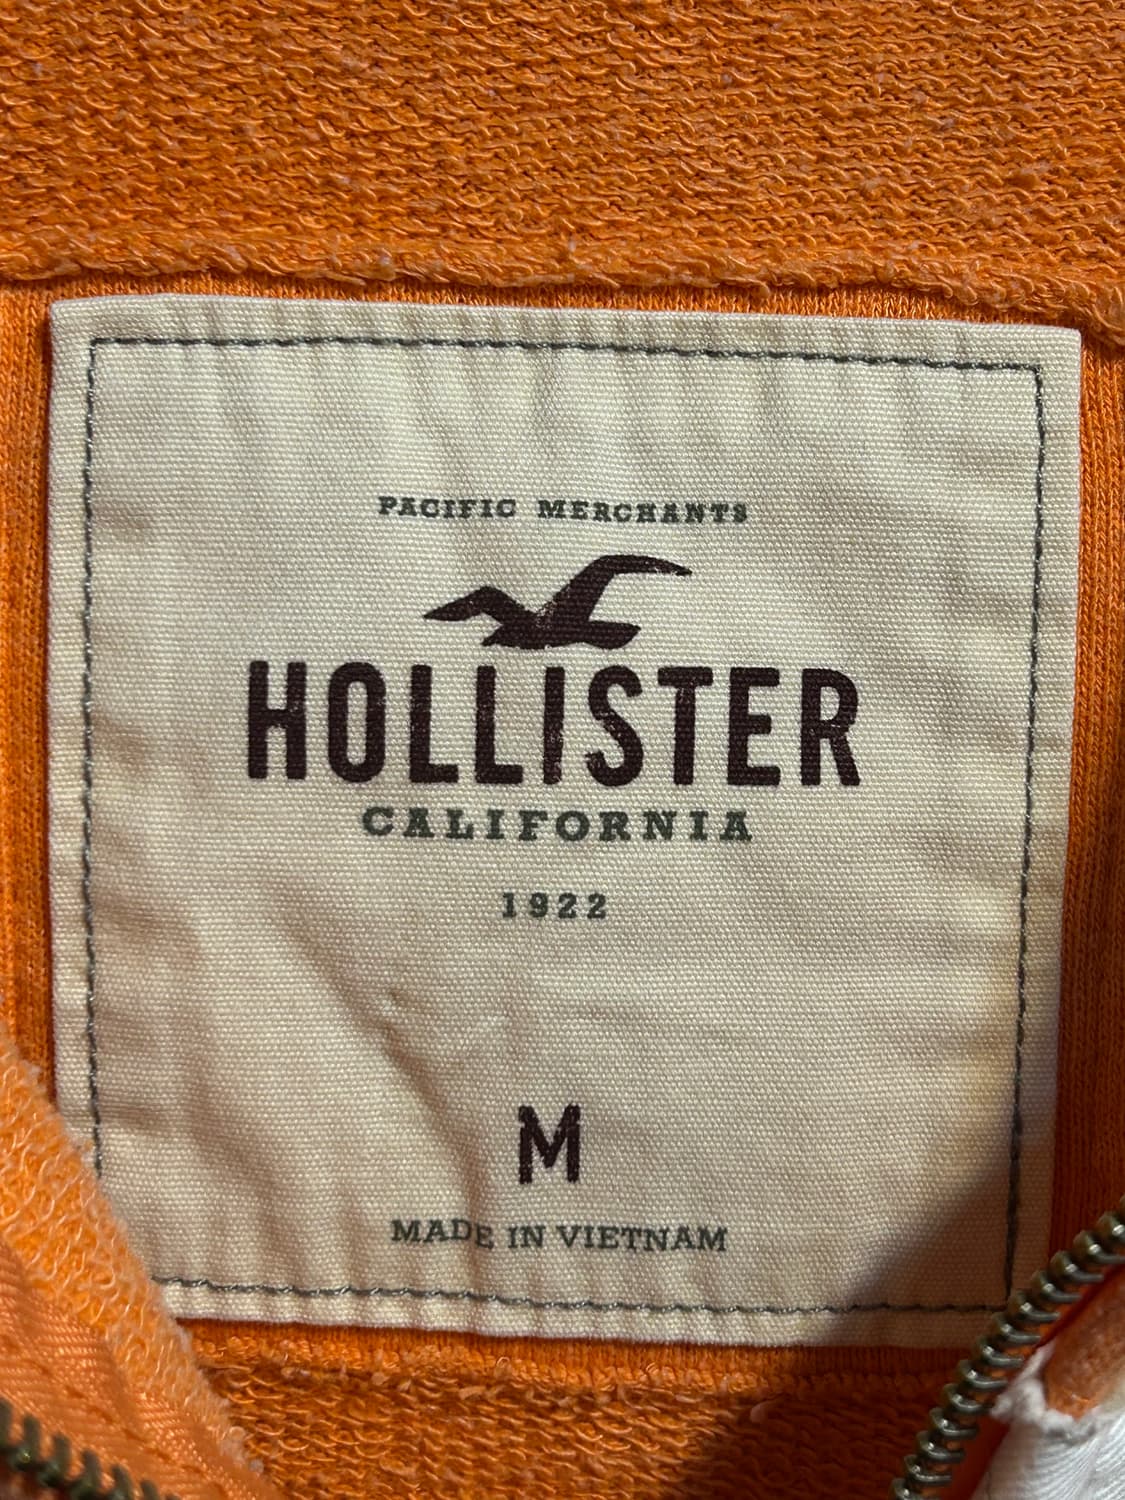 PACIFIC MERCHANTS
HOLLISTER
CALIFORNIA
1922
M
MADE IN VIETNAM